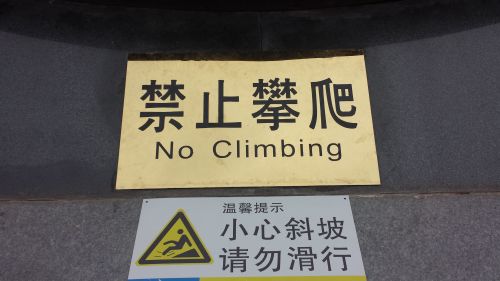 禁止攀爬
No Climbing
温馨提示
小心斜坡
请勿滑行